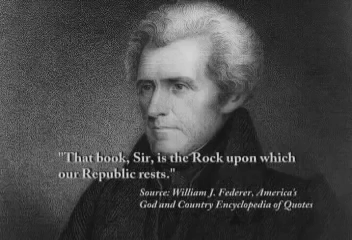 "That book, Sir, is the Rock upon which
our Republic rests."
Source: William J. Federer, America's
God and Country Encyclopedia of Quotes